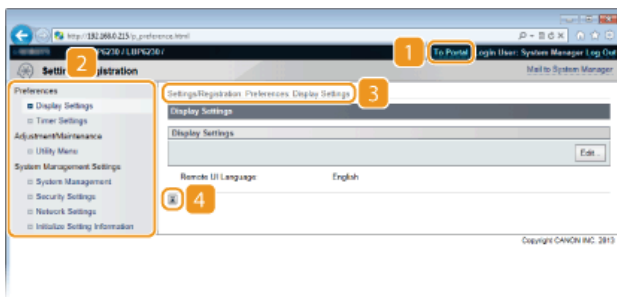 http://192.168.0.215/p_preference.html
To Portal Login User: System Manager Log Out
1
2
Mail to System Manager
Preferences
Display Settings
Timer Settings
Adjustment/Maintenance
Utility Menu
System Management Settings
System Management
Security Settings
Network Settings
Initialize Setting Information
Settings/Registration: Preferences: Display Settings
3
Display Settings
Display Settings
Edit...
Remote UI Language
English
4
Copyright CANON INC. 2013